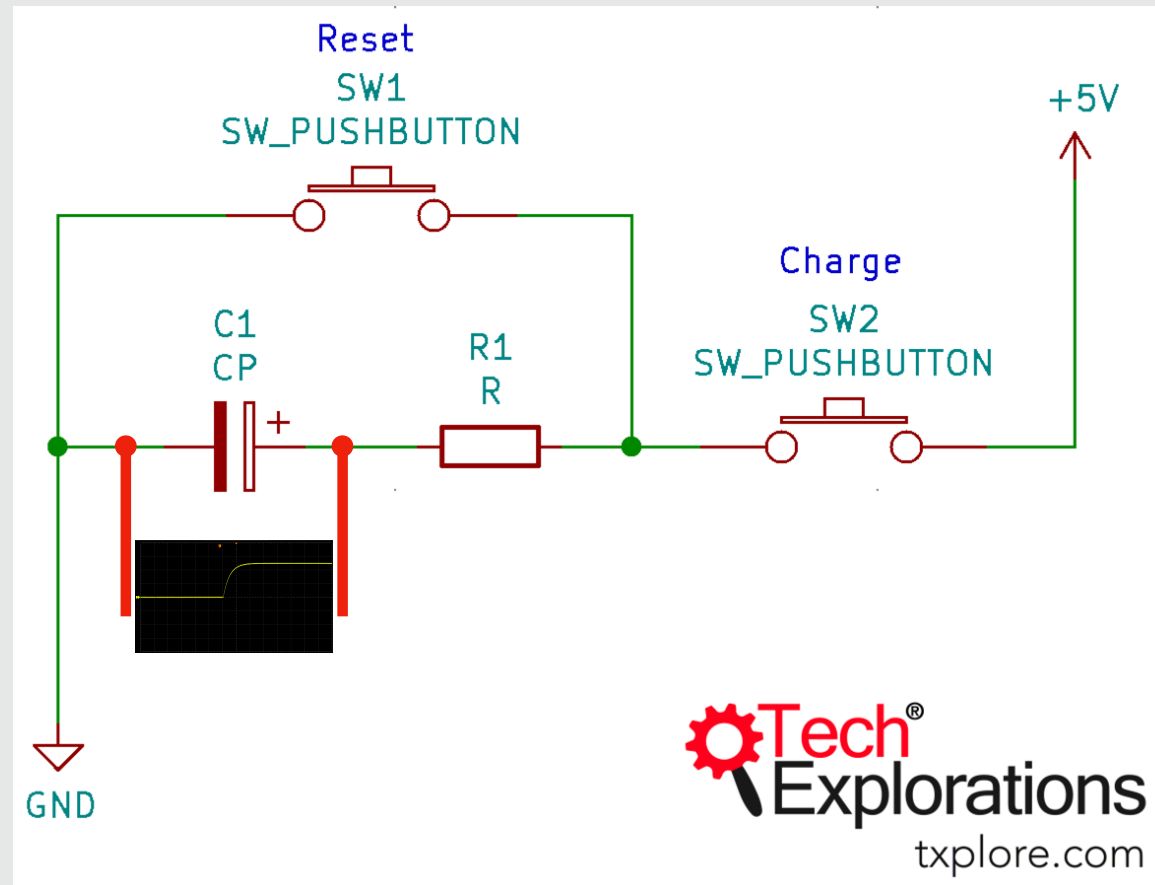 Reset
SW1
SW_PUSHBUTTON
+5V
Charge
SW2
SW_PUSHBUTTON
C1
CP
+
R1
R
GND
Tech®
Explorations
txplore.com